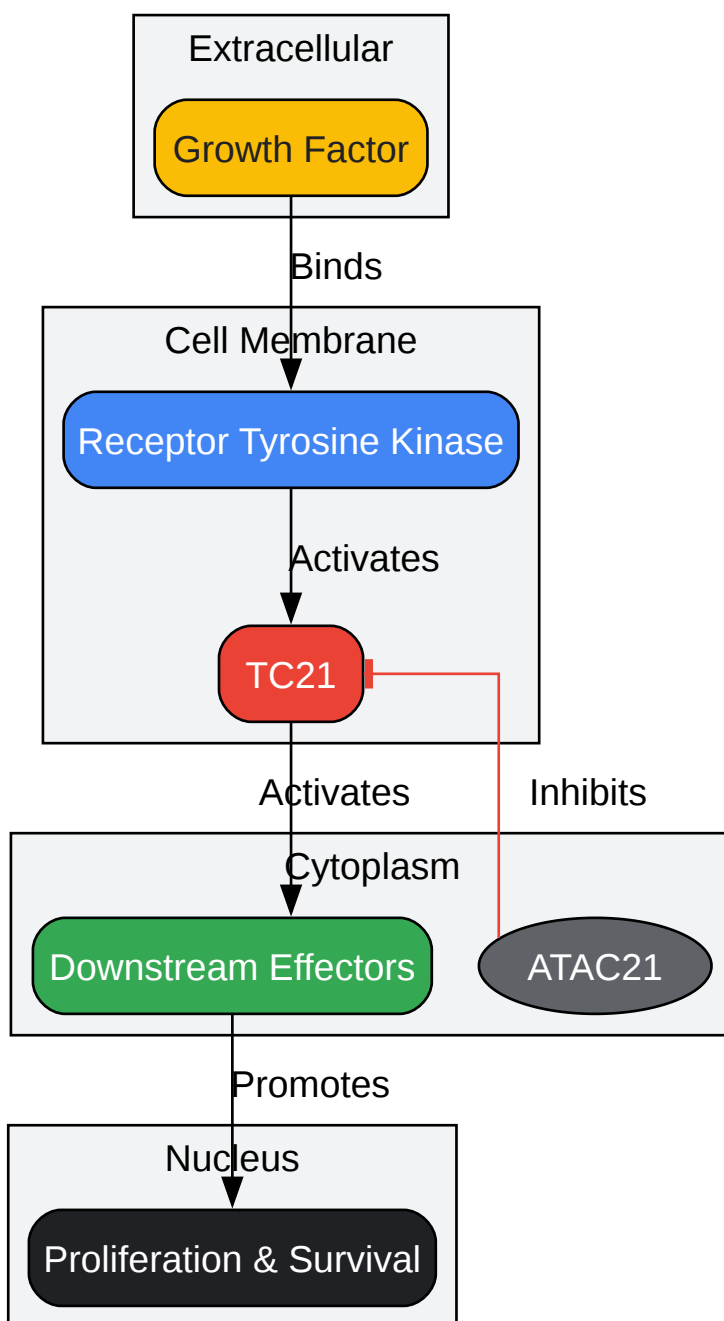 Extracellular
Growth Factor
Binds
Cell Membrane
Receptor Tyrosine Kinase
Activates
TC21
Activates
Inhibits
Cytoplasm
Downstream Effectors
ATAC21
Promotes
Nucleus
Proliferation & Survival